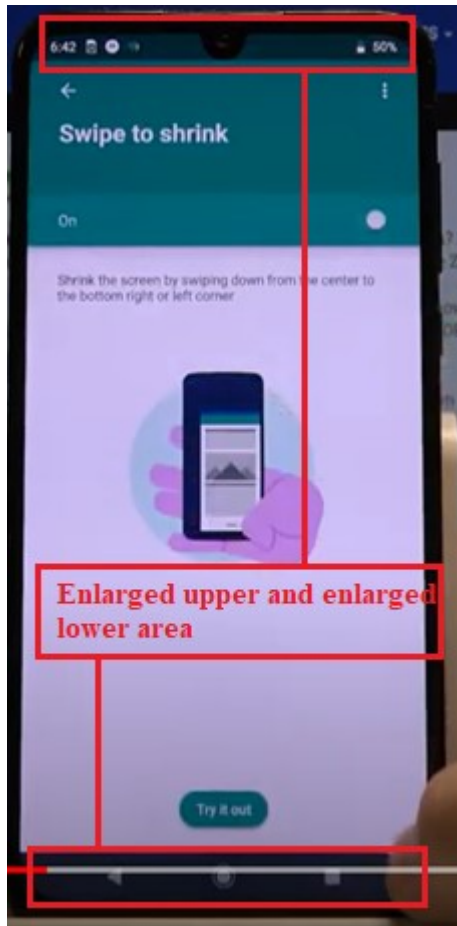 6:42
50%
Swipe to shrink
On
Shrink the screen by swiping down from the center to
the bottom right or left corner
Enlarged upper and enlarged
lower area
Try it out